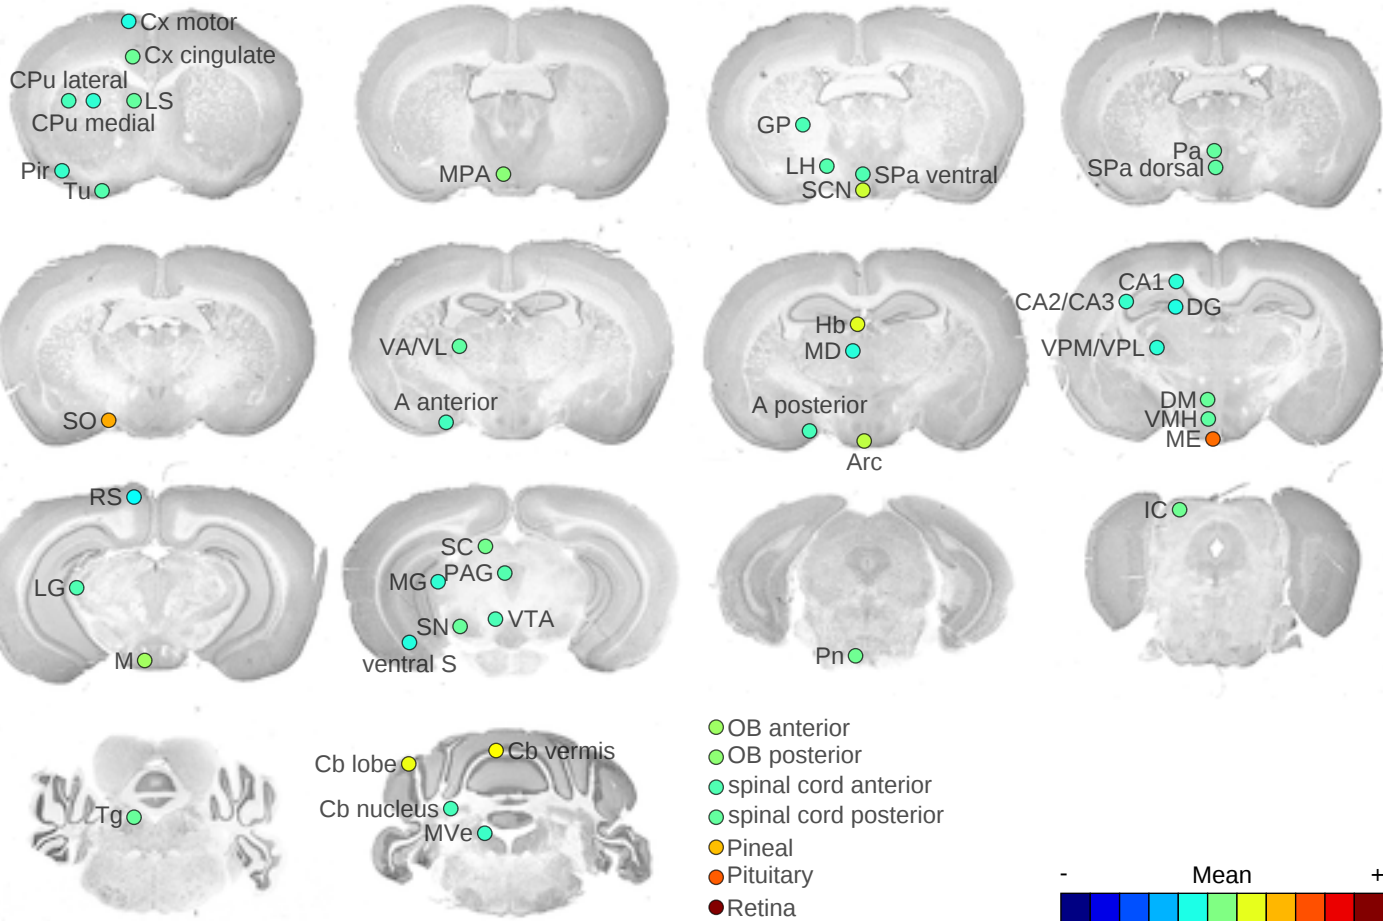 Cx motor
Cx cingulate
CPu lateral
LS
CPu medial
Pir
Tu
MPA
GP
LH
SPa ventral
SCN
Pa
SPa dorsal
SO
VA/VL
A anterior
Hb
MD
A posterior
Arc
CA1
CA2/CA3
DG
VPM/VPL
DM
VMH
ME
RS
LG
M
SC
MG
PAG
SN
VTA
ventral S
Pn
IC
Tg
Cb lobe
Cb vermis
Cb nucleus
MVe
OB anterior
OB posterior
spinal cord anterior
spinal cord posterior
Pineal
Pituitary
Retina
- Mean +